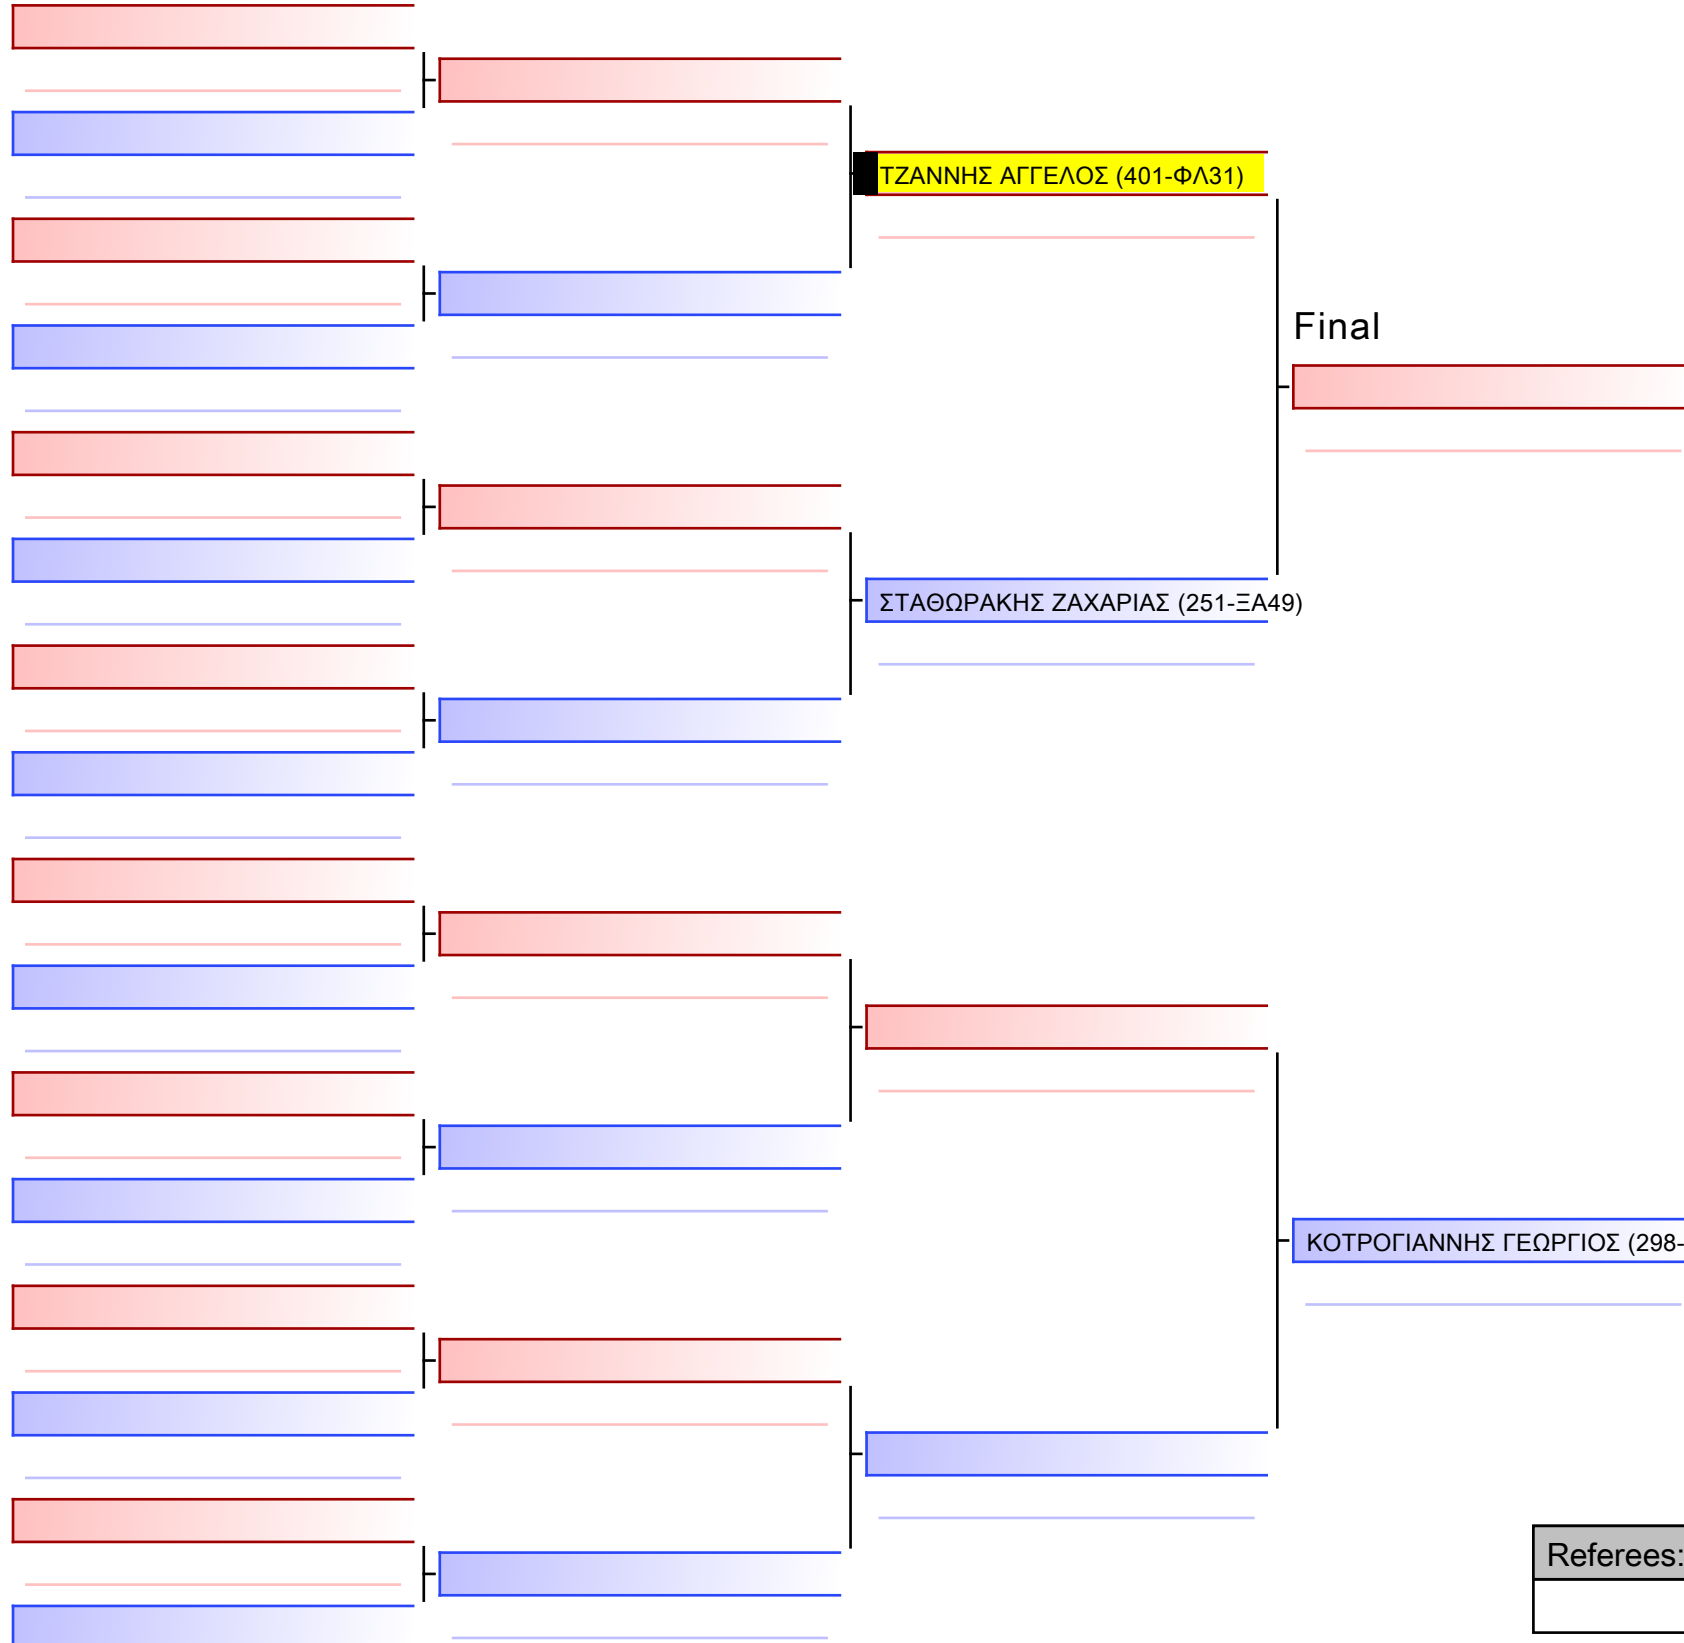 ΤΖΑΝΝΗΣ ΑΓΓΕΛΟΣ (401-ΦΛ31)
Final
ΣΤΑΘΩΡΑΚΗΣ ΖΑΧΑΡΙΑΣ (251-ΞΑ49)
ΚΟΤΡΟΓΙΑΝΝΗΣ ΓΕΩΡΓΙΟΣ (298-
Referees: